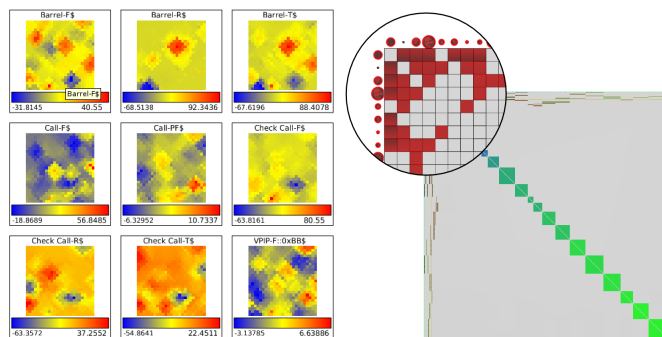 Barrel-F$
Barrel-R$
Barrel-T$
Barrel-F$
-31.8145
40.55
-68.5138
92.3436
-67.6196
88.4078
Call-F$
Call-PF$
Check Call-F$
-18.8689
56.8485
-6.32952
10.7337
-63.8161
80.55
Check Call-R$
Check Call-T$
VPIP-F::0xBB$
-63.3572
37.2552
-54.8641
22.4511
-3.13785
6.63886